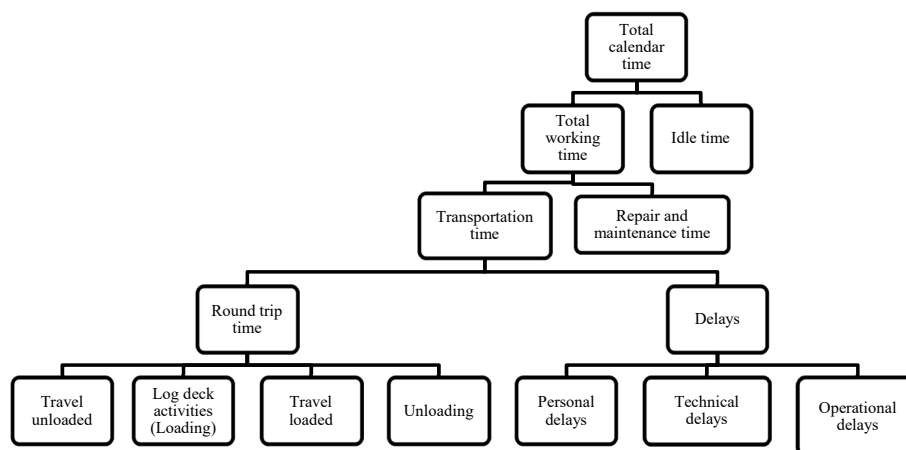 Total
calendar
time
Total
working
time
Idle time
Transportation
time
Repair and
maintenance time
Round trip
time
Delays
Travel
unloaded
Log deck
activities
(Loading)
Travel
loaded
Unloading
Personal
delays
Technical
delays
Operational
delays